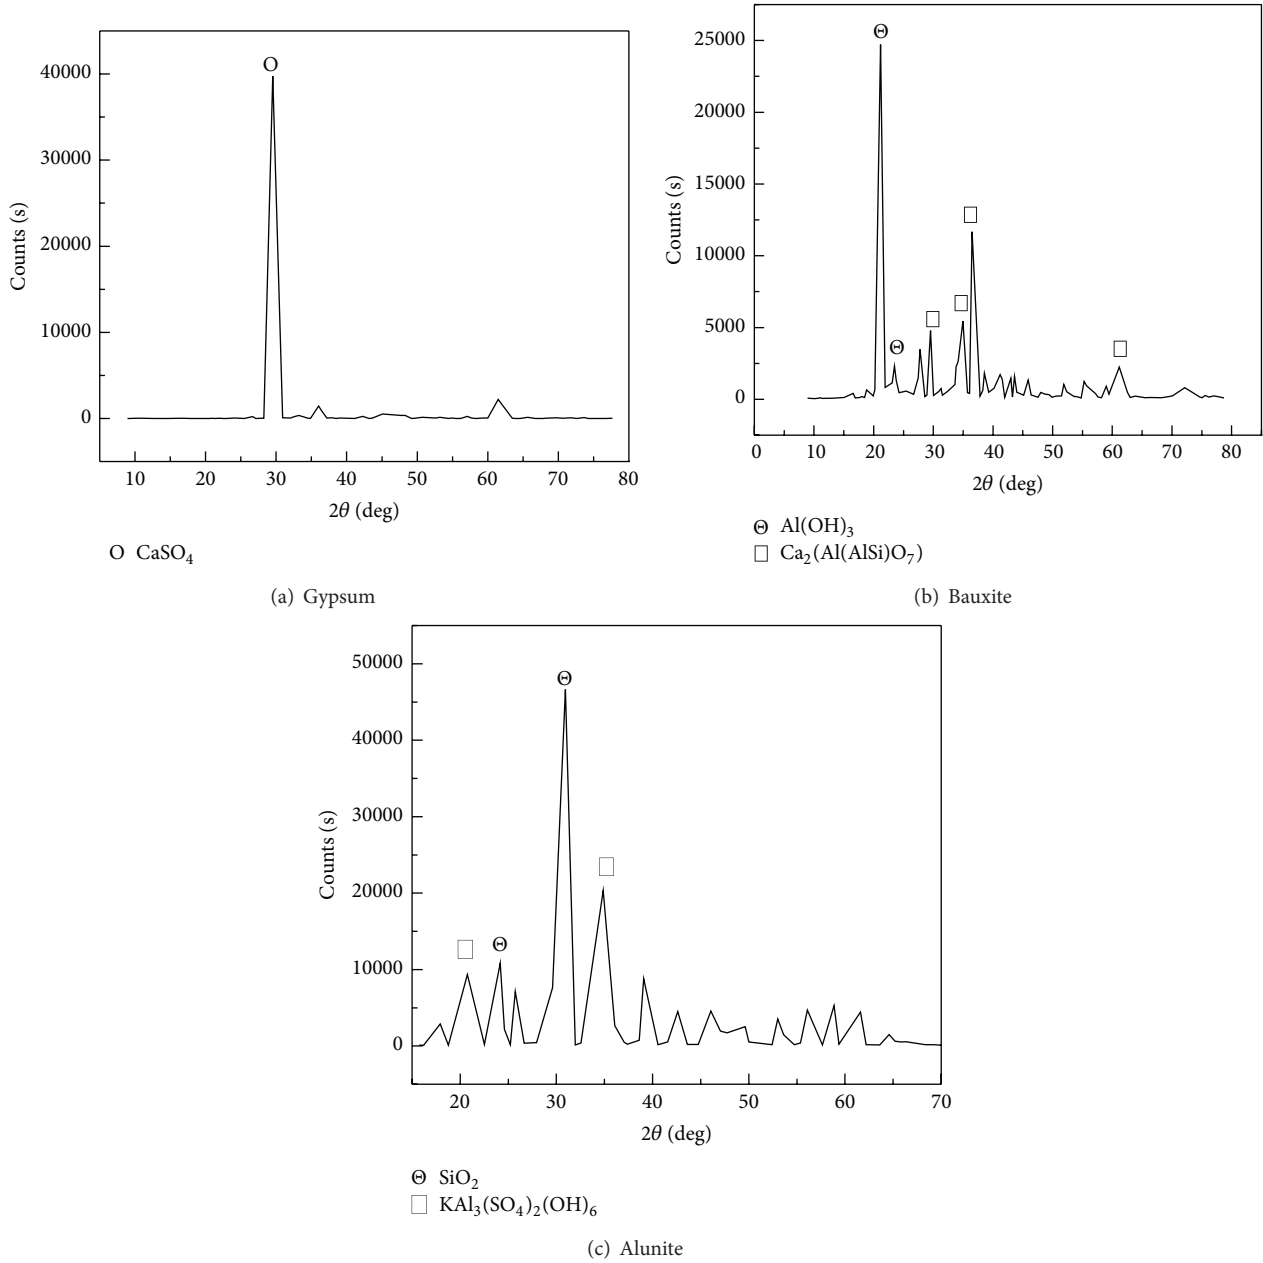 40000
30000
20000
10000
0
Counts (s)
10 20 30 40 50 60 70 80
2θ (deg)
O
O CaSO₄
(a) Gypsum
25000
20000
15000
10000
5000
0
Counts (s)
0 10 20 30 40 50 60 70 80
2θ (deg)
Θ
Θ
Θ Al(OH)₃
□ Ca₂(Al(AlSi)O₇)
(b) Bauxite
50000
40000
30000
20000
10000
0
Counts (s)
20 30 40 50 60 70
2θ (deg)
Θ
Θ
Θ SiO₂
□ KAl₃(SO₄)₂(OH)₆
(c) Alunite